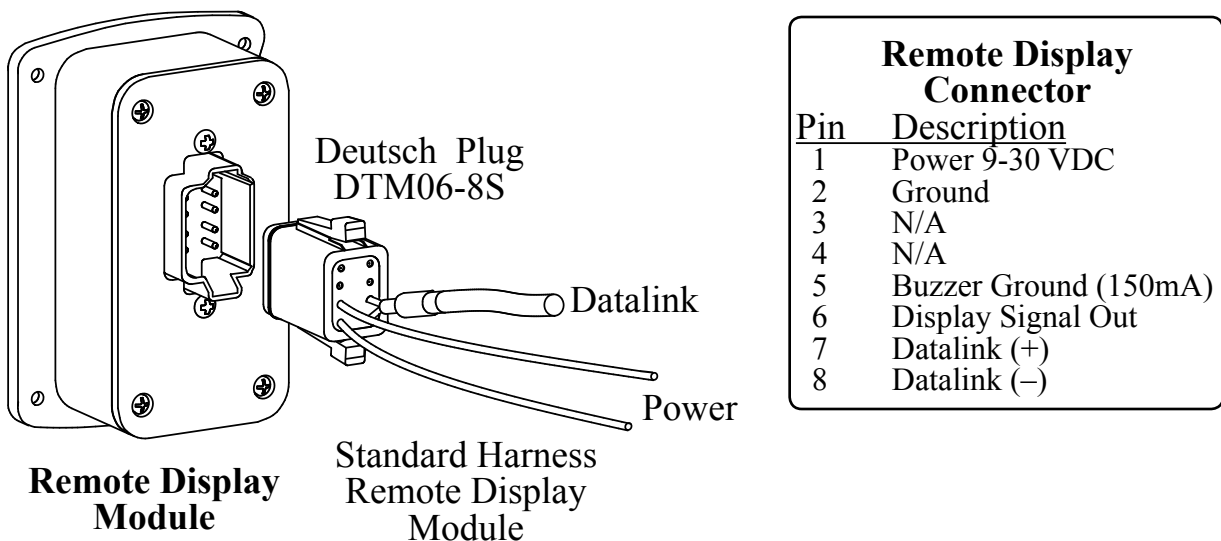 Deutsch Plug
DTM06-8S
Datalink
Power
Standard Harness
Remote Display
Module
Remote Display
Module
Remote Display
Connector
Pin Description
1 Power 9-30 VDC
2 Ground
3 N/A
4 N/A
5 Buzzer Ground (150mA)
6 Display Signal Out
7 Datalink (+)
8 Datalink (–)